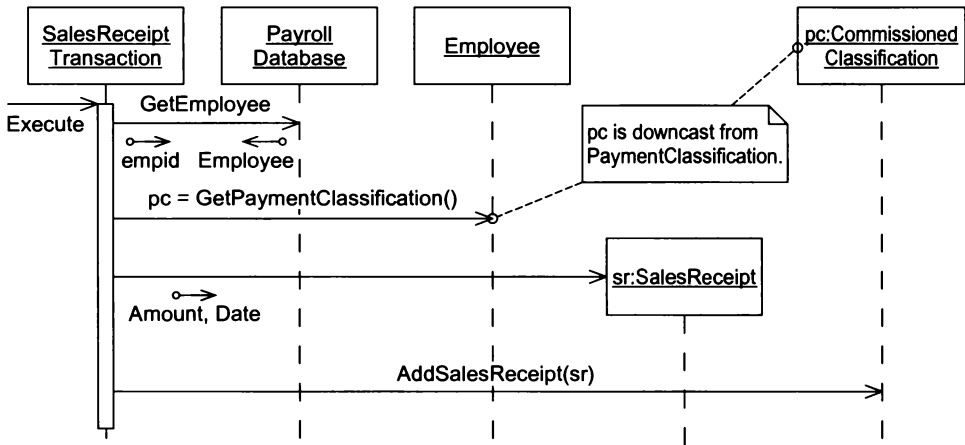 SalesReceipt
Transaction
Payroll
Database
Employee
pc:Commissioned
Classification
Execute
GetEmployee
empid
Employee
pc is downcast from
PaymentClassification.
pc = GetPaymentClassification()
sr:SalesReceipt
Amount, Date
AddSalesReceipt(sr)